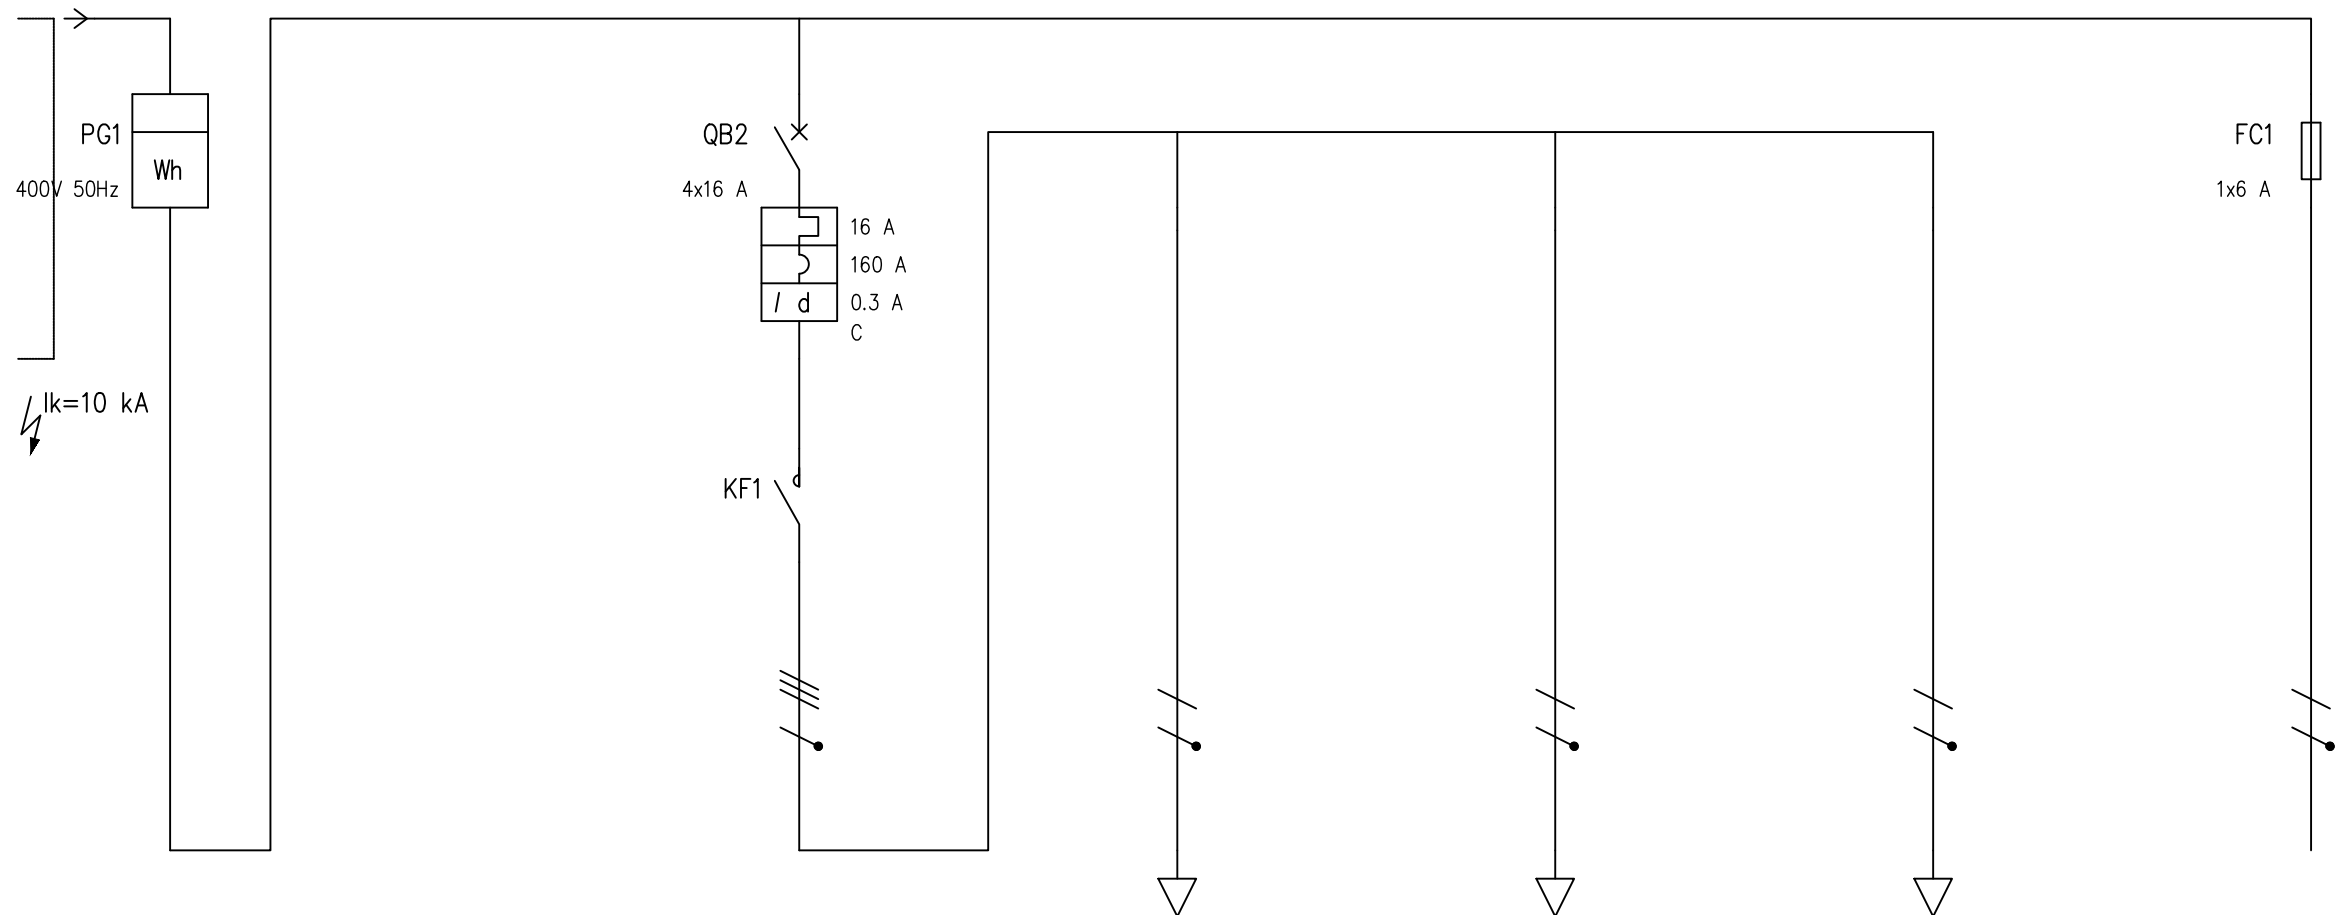 PG1
Wh
400V 50Hz
Ik=10 kA
QB2
4x16 A
16 A
160 A
I d
0.3 A
C
KF1
FC1
1x6 A